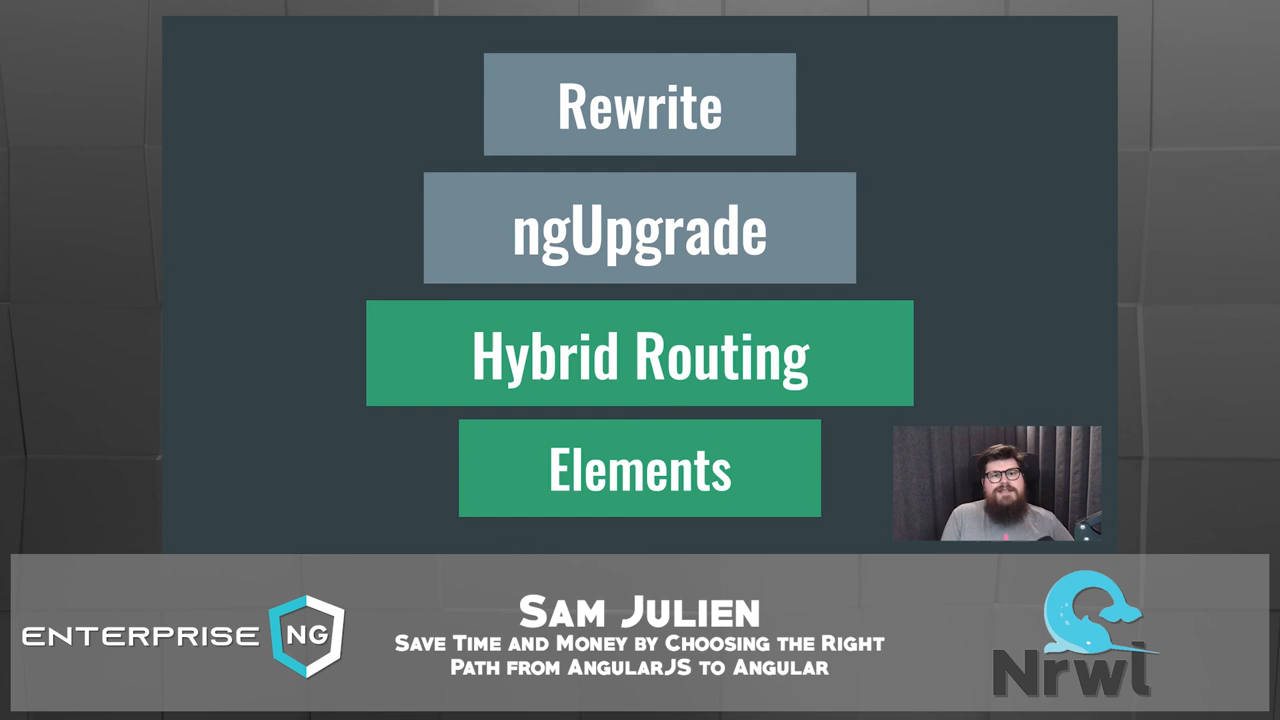 Rewrite
ngUpgrade
Hybrid Routing
Elements
ENTERPRISE NG
Sam Julien
Save Time and Money by Choosing the Right
Path from AngularJS to Angular
Nrwl